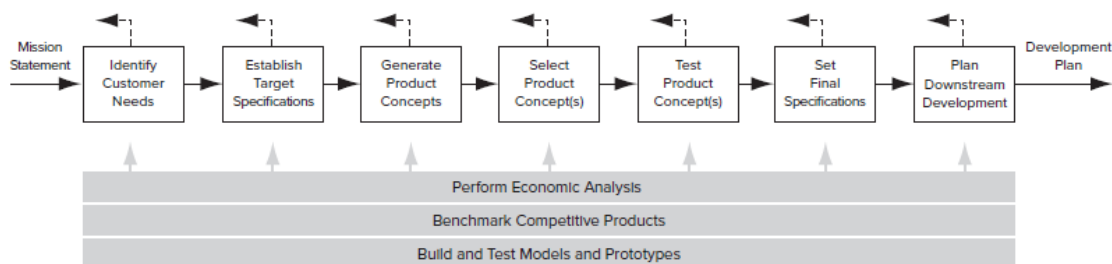 Mission
Statement
Identify
Customer
Needs
Establish
Target
Specifications
Generate
Product
Concepts
Select
Product
Concept(s)
Test
Product
Concept(s)
Set
Final
Specifications
Plan
Downstream
Development
Development
Plan
Perform Economic Analysis
Benchmark Competitive Products
Build and Test Models and Prototypes